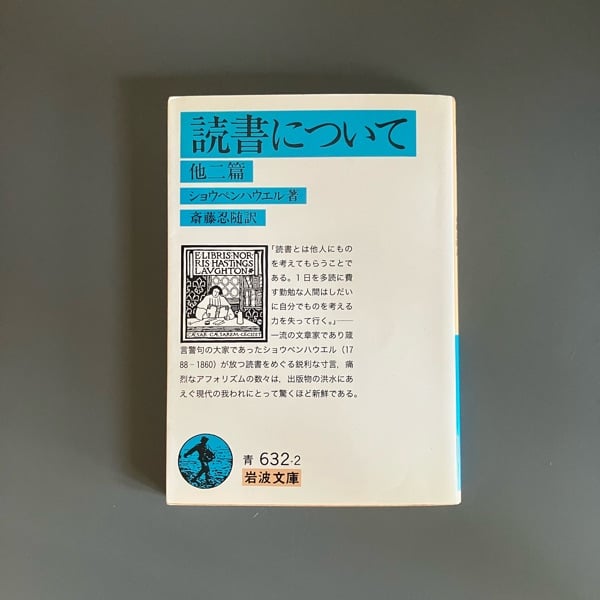 読書について
他二篇
ショウペンハウエル著
斎藤忍随訳
EX LIBRIS NOR
RIS HASTINGS
LAVGHTON
CÆSAR CÆSAREM GESSIT
「読書とは他人にもの
を考えてもらうことで
ある。1日を多読に費
す勤勉な人間はしだい
に自分でものを考える
力を失って行く。」――
一流の文章家であり箴
言警句の大家であったショウペンハウエル(17
88-1860)が放つ読書をめぐる鋭利な寸言、痛
烈なアフォリズムの数々は、出版物の洪水にあ
えぐ現代の我われにとって驚くほど新鮮である。
青 632-2
岩波文庫